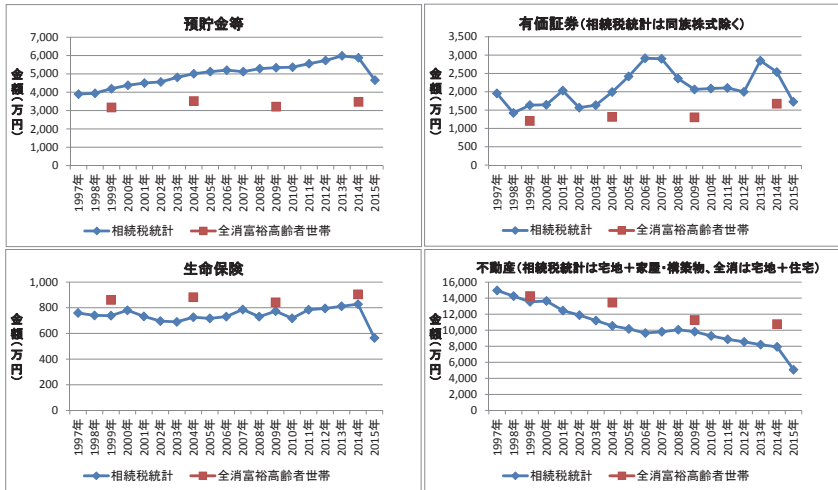 預貯金等
金額(万円)
7,000
6,000
5,000
4,000
3,000
2,000
1,000
0
1997年
1998年
1999年
2000年
2001年
2002年
2003年
2004年
2005年
2006年
2007年
2008年
2009年
2010年
2011年
2012年
2013年
2014年
2015年
相続税統計 全消富裕高齢者世帯
有価証券(相続税統計は同族株式除く)
金額(万円)
3,500
3,000
2,500
2,000
1,500
1,000
500
0
1997年
1998年
1999年
2000年
2001年
2002年
2003年
2004年
2005年
2006年
2007年
2008年
2009年
2010年
2011年
2012年
2013年
2014年
2015年
相続税統計 全消富裕高齢者世帯
生命保険
金額(万円)
1,000
800
600
400
200
0
1997年
1998年
1999年
2000年
2001年
2002年
2003年
2004年
2005年
2006年
2007年
2008年
2009年
2010年
2011年
2012年
2013年
2014年
2015年
相続税統計 全消富裕高齢者世帯
不動産(相続税統計は宅地+家屋・構築物、全消は宅地+住宅)
金額(万円)
16,000
14,000
12,000
10,000
8,000
6,000
4,000
2,000
0
1997年
1998年
1999年
2000年
2001年
2002年
2003年
2004年
2005年
2006年
2007年
2008年
2009年
2010年
2011年
2012年
2013年
2014年
2015年
相続税統計 全消富裕高齢者世帯